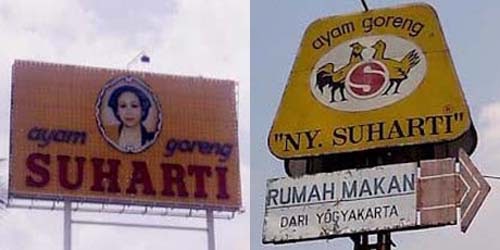 ayam goreng
SUHARTI
ayam goreng
S
"NY. SUHARTI"
RUMAH MAKAN
DARI YOGYAKARTA